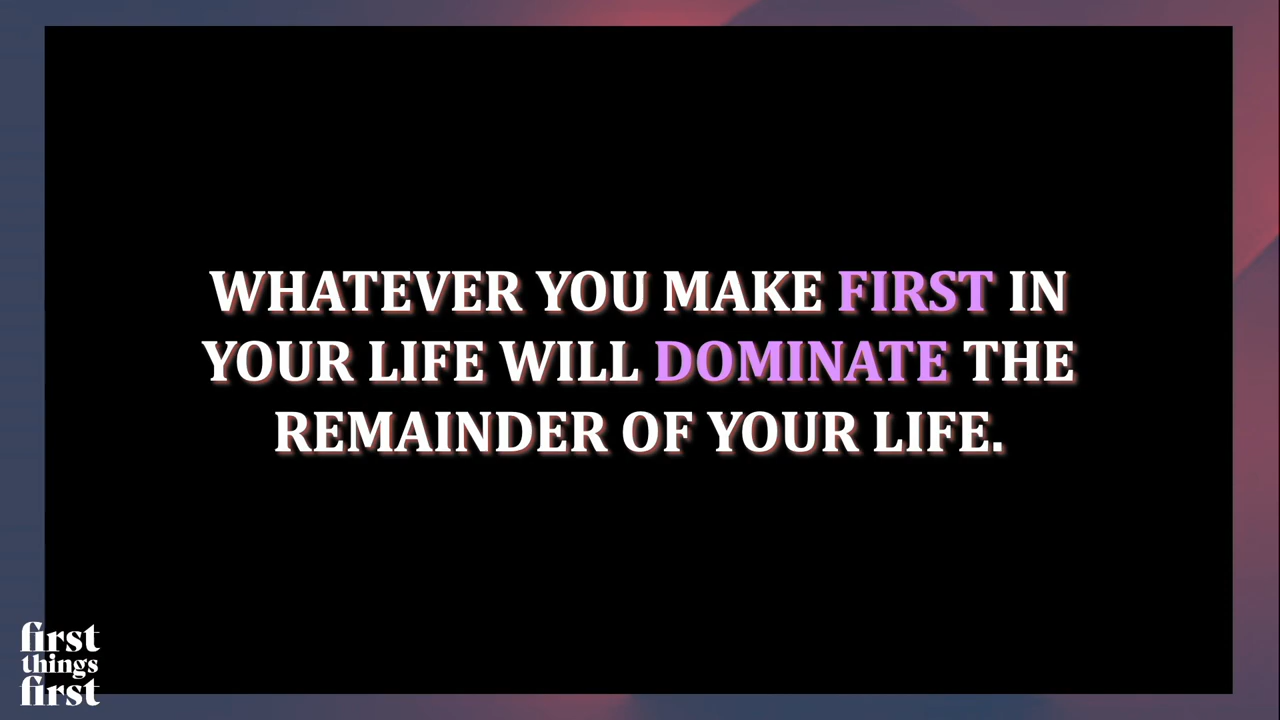 WHATEVER YOU MAKE FIRST IN
YOUR LIFE WILL DOMINATE THE
REMAINDER OF YOUR LIFE.
first
things
first